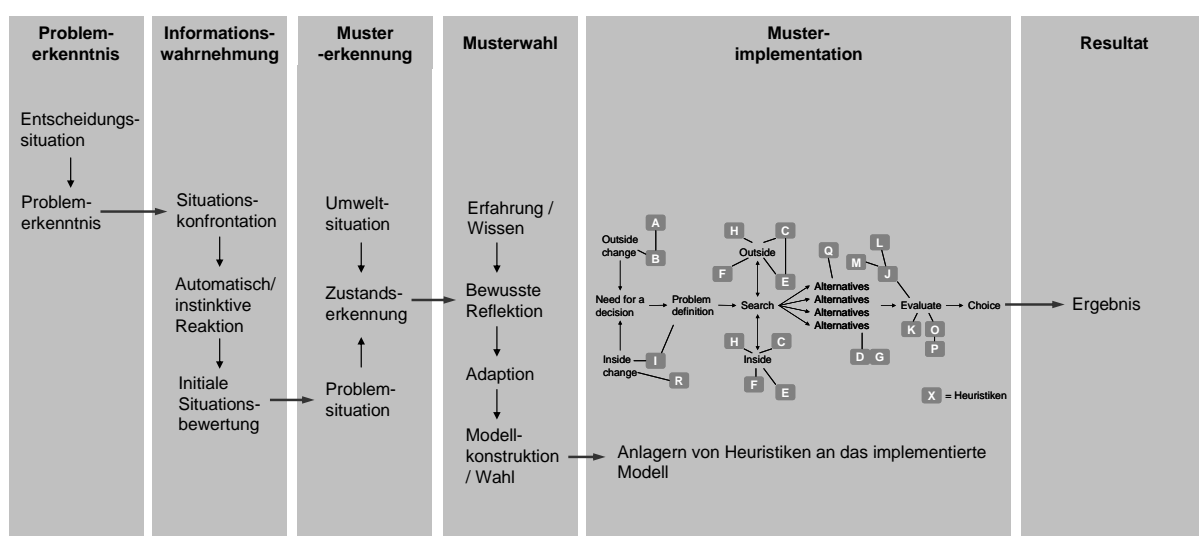 Problem-
erkenntnis
Informations-
wahrnehmung
Muster
-erkennung
Musterwahl
Muster-
implementation
Resultat
Entscheidungs-
situation
Problem-
erkenntnis
Situations-
konfrontation
Automatisch/
instinktive
Reaktion
Initiale
Situations-
bewertung
Umwelt-
situation
Zustands-
erkennung
Problem-
situation
Erfahrung /
Wissen
Bewusste
Reflektion
Adaption
Modell-
konstruktion
/ Wahl
A
Outside
change
B
Need for a
decision
Problem
definition
Inside
change
I
R
H
C
Outside
F
E
Search
H
C
Inside
F
E
Q
Alternatives
Alternatives
Alternatives
Alternatives
D
G
L
M
J
Evaluate
K
O
P
Choice
X
= Heuristiken
Anlagern von Heuristiken an das implementierte
Modell
Ergebnis